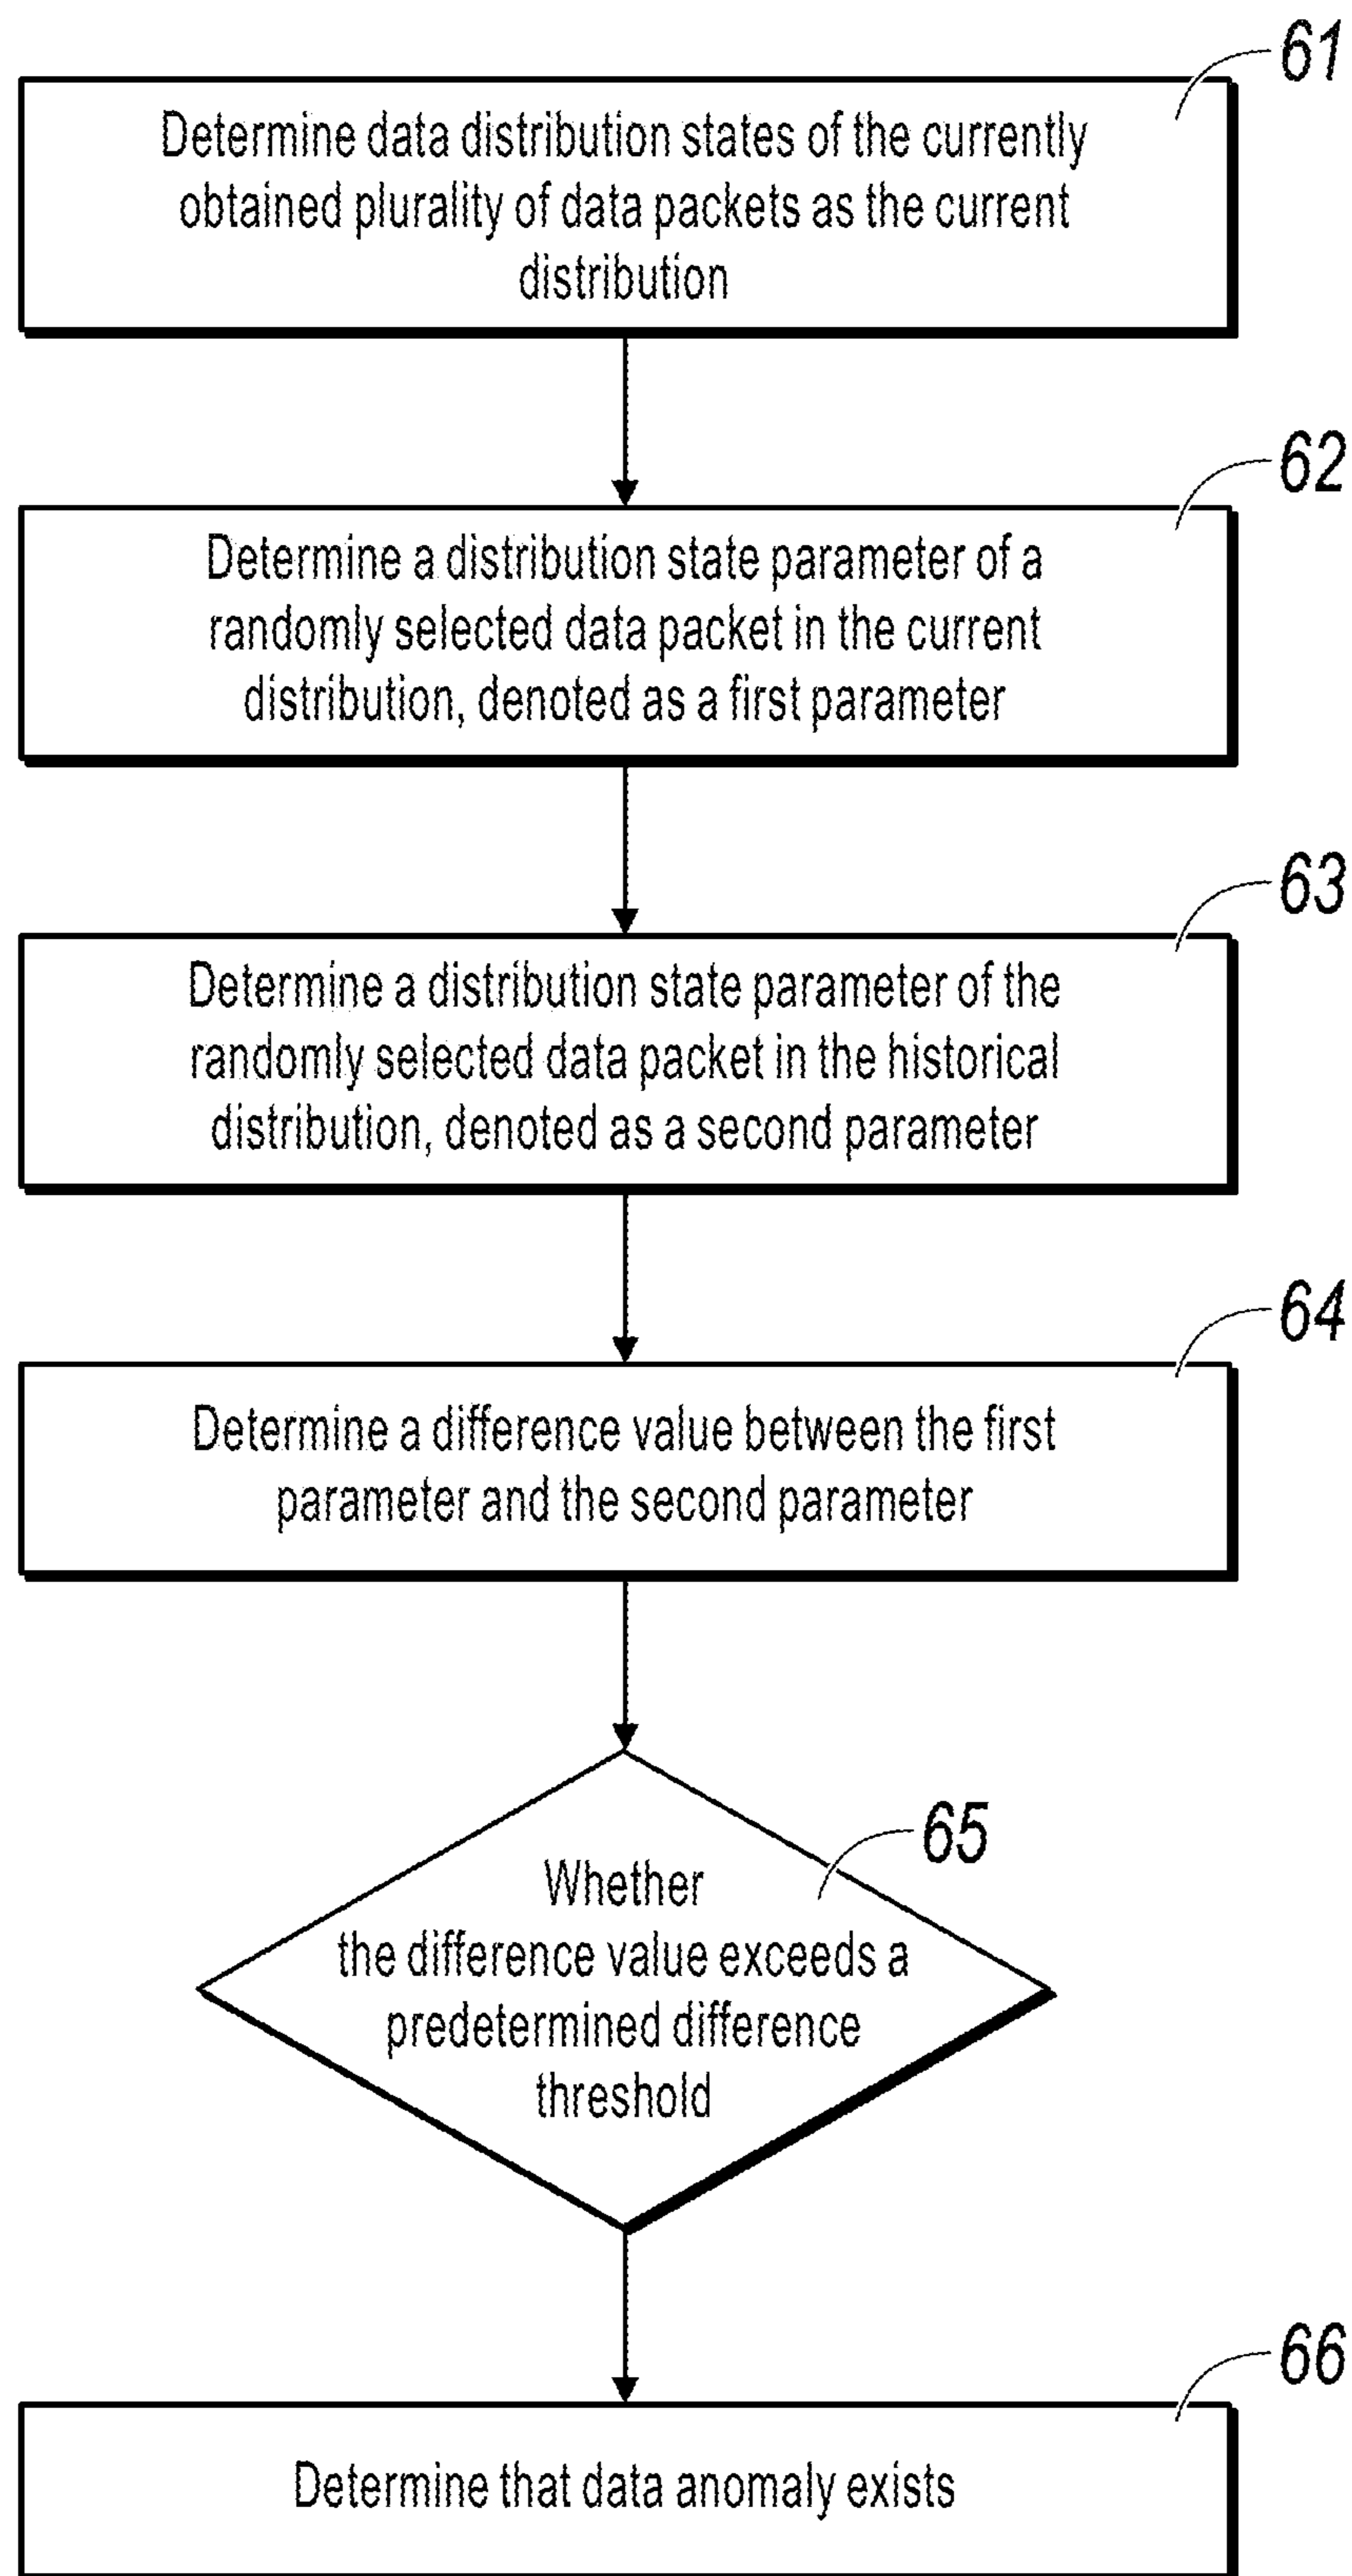 61
Determine data distribution states of the currently
obtained plurality of data packets as the current
distribution
62
Determine a distribution state parameter of a
randomly selected data packet in the current
distribution, denoted as a first parameter
63
Determine a distribution state parameter of the
randomly selected data packet in the historical
distribution, denoted as a second parameter
64
Determine a difference value between the first
parameter and the second parameter
65
Whether
the difference value exceeds a
predetermined difference
threshold
66
Determine that data anomaly exists